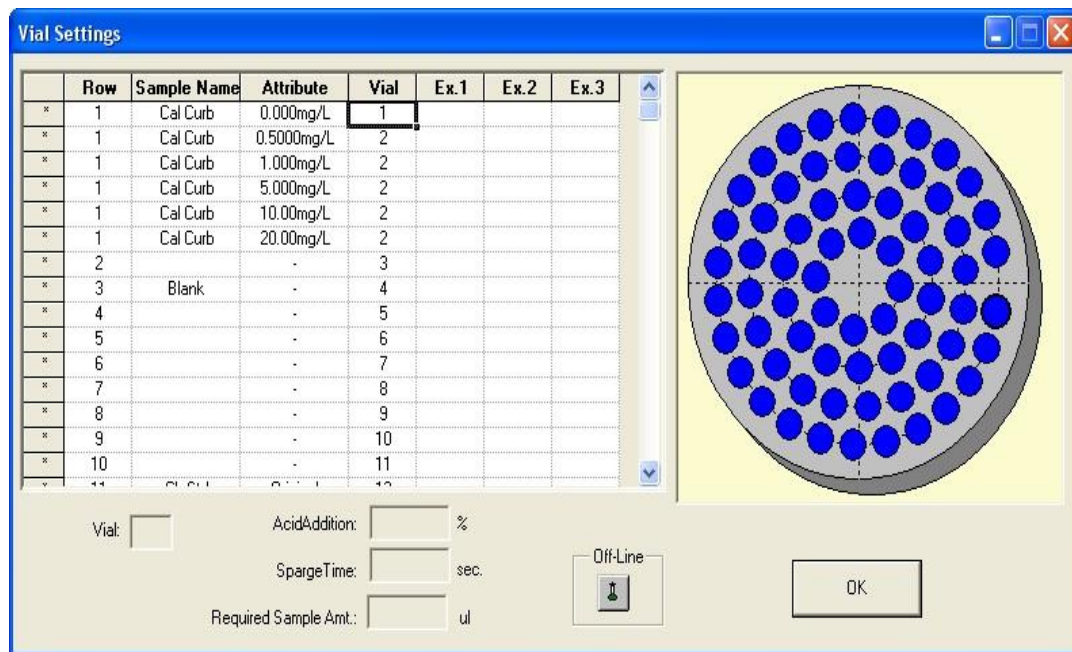 Vial Settings
Row Sample Name Attribute Vial Ex.1 Ex.2 Ex.3
* 1 Cal Curb 0.000mg/L 1
* 1 Cal Curb 0.5000mg/L 2
* 1 Cal Curb 1.000mg/L 2
* 1 Cal Curb 5.000mg/L 2
* 1 Cal Curb 10.00mg/L 2
* 1 Cal Curb 20.00mg/L 2
* 2 - 3
* 3 Blank - 4
* 4 - 5
* 5 - 6
* 6 - 7
* 7 - 8
* 8 - 9
* 9 - 10
* 10 - 11
Vial:
AcidAddition: %
SpargeTime: sec.
Required Sample Amt.: ul
Off-Line
OK